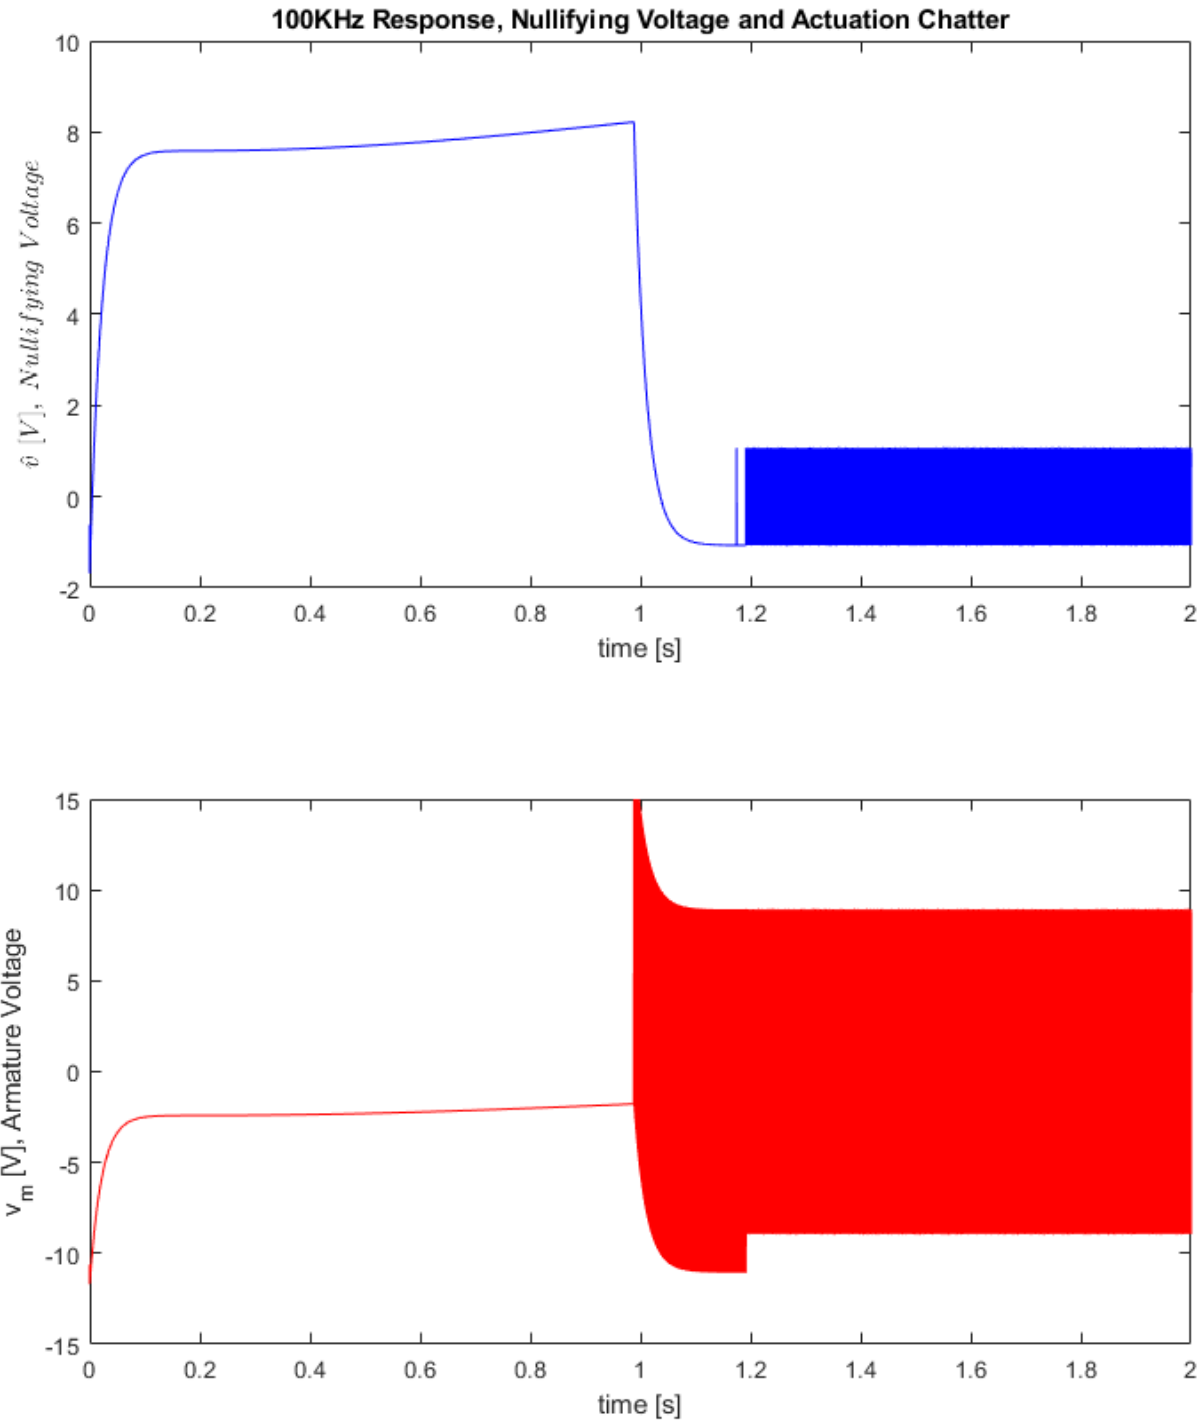 100KHz Response, Nullifying Voltage and Actuation Chatter
10
8
6
4
2
0
-2
v̂ [V], Nullifying Voltage
0 0.2 0.4 0.6 0.8 1 1.2 1.4 1.6 1.8 2
time [s]
15
10
5
0
-5
-10
-15
v_m [V], Armature Voltage
0 0.2 0.4 0.6 0.8 1 1.2 1.4 1.6 1.8 2
time [s]